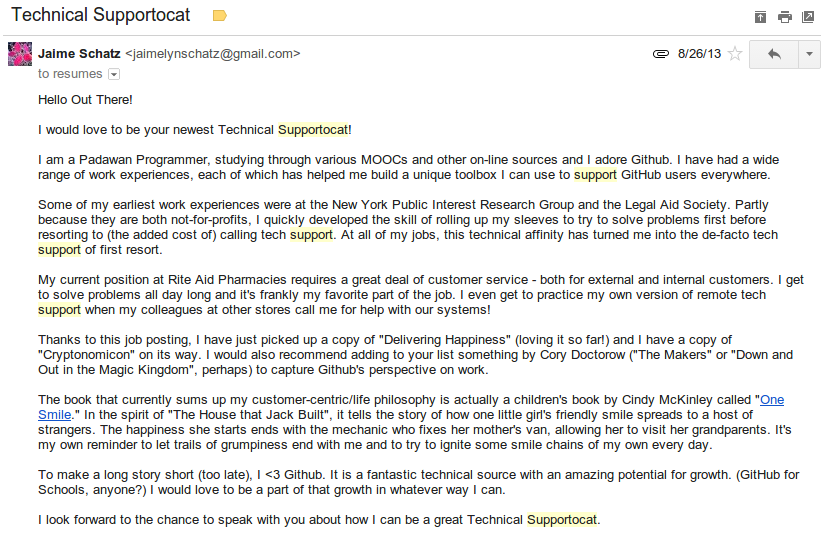 Technical Supportocat
Jaime Schatz <jaimelynschatz@gmail.com>
8/26/13
to resumes
Hello Out There!
I would love to be your newest Technical Supportocat!
I am a Padawan Programmer, studying through various MOOCs and other on-line sources and I adore Github. I have had a wide
range of work experiences, each of which has helped me build a unique toolbox I can use to support GitHub users everywhere.
Some of my earliest work experiences were at the New York Public Interest Research Group and the Legal Aid Society. Partly
because they are both not-for-profits, I quickly developed the skill of rolling up my sleeves to try to solve problems first before
resorting to (the added cost of) calling tech support. At all of my jobs, this technical affinity has turned me into the de-facto tech
support of first resort.
My current position at Rite Aid Pharmacies requires a great deal of customer service - both for external and internal customers. I get
to solve problems all day long and it's frankly my favorite part of the job. I even get to practice my own version of remote tech
support when my colleagues at other stores call me for help with our systems!
Thanks to this job posting, I have just picked up a copy of "Delivering Happiness" (loving it so far!) and I have a copy of
"Cryptonomicon" on its way. I would also recommend adding to your list something by Cory Doctorow ("The Makers" or "Down and
Out in the Magic Kingdom", perhaps) to capture Github's perspective on work.
The book that currently sums up my customer-centric/life philosophy is actually a children's book by Cindy McKinley called "One
Smile." In the spirit of "The House that Jack Built", it tells the story of how one little girl's friendly smile spreads to a host of
strangers. The happiness she starts ends with the mechanic who fixes her mother's van, allowing her to visit her grandparents. It's
my own reminder to let trails of grumpiness end with me and to try to ignite some smile chains of my own every day.
To make a long story short (too late), I <3 Github. It is a fantastic technical source with an amazing potential for growth. (GitHub for
Schools, anyone?) I would love to be a part of that growth in whatever way I can.
I look forward to the chance to speak with you about how I can be a great Technical Supportocat.